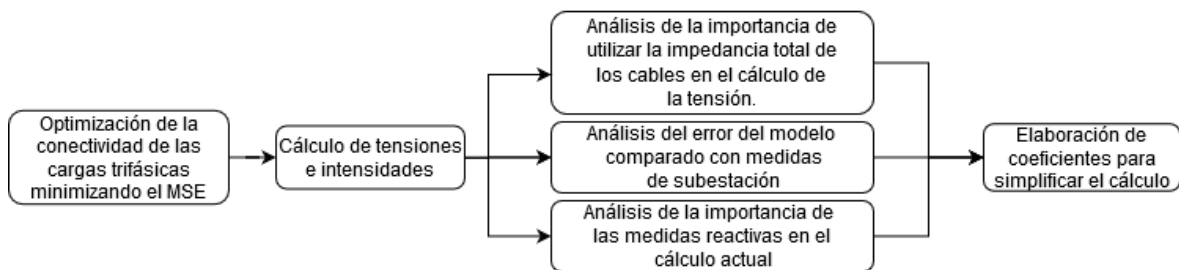 Optimización de la
conectividad de las
cargas trifásicas
minimizando el MSE
Cálculo de tensiones
e intensidades
Análisis de la importancia de
utilizar la impedancia total de
los cables en el cálculo de
la tensión.
Análisis del error del modelo
comparado con medidas
de subestación
Análisis de la importancia de
las medidas reactivas en el
cálculo actual
Elaboración de
coeficientes para
simplificar el cálculo